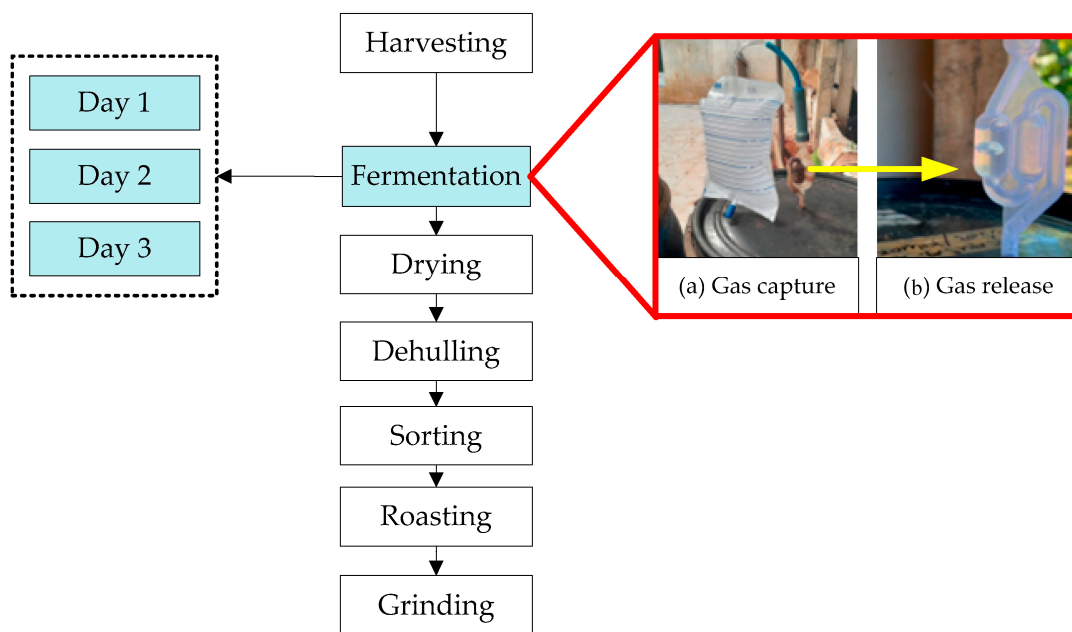 Harvesting
Day 1
Day 2
Day 3
Fermentation
Drying
Dehulling
Sorting
Roasting
Grinding
(a) Gas capture
(b) Gas release